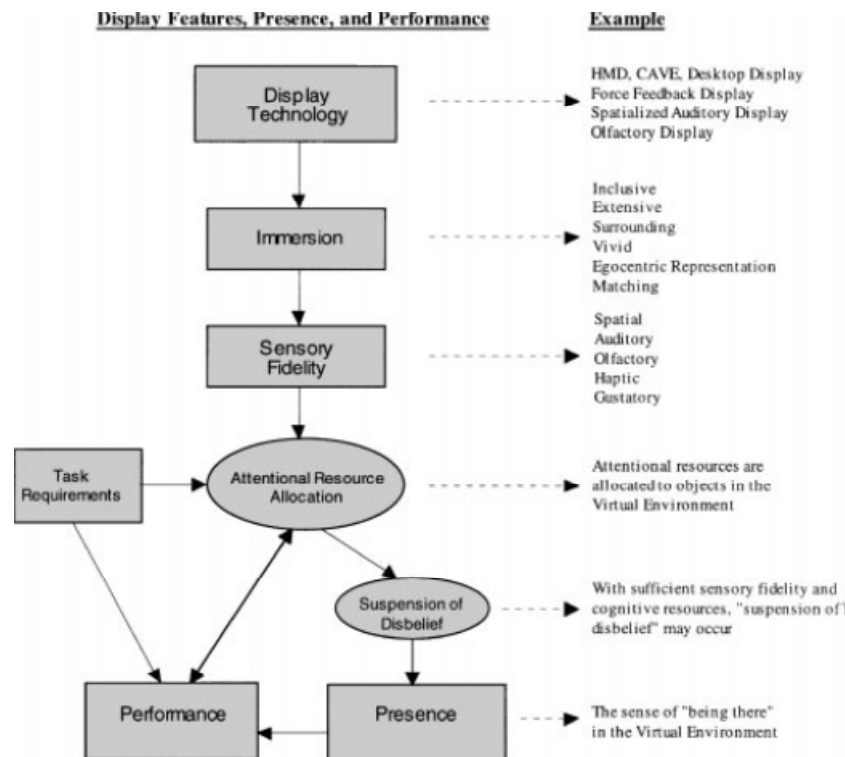 Display Features, Presence, and Performance
Example
Display
Technology
HMD, CAVE, Desktop Display
Force Feedback Display
Spatialized Auditory Display
Olfactory Display
Immersion
Inclusive
Extensive
Surrounding
Vivid
Egocentric Representation
Matching
Sensory
Fidelity
Spatial
Auditory
Olfactory
Haptic
Gustatory
Task
Requirements
Attentional Resource
Allocation
Attentional resources are
allocated to objects in the
Virtual Environment
Suspension of
Disbelief
With sufficient sensory fidelity and
cognitive resources, "suspension of
disbelief" may occur
Performance
Presence
The sense of "being there"
in the Virtual Environment